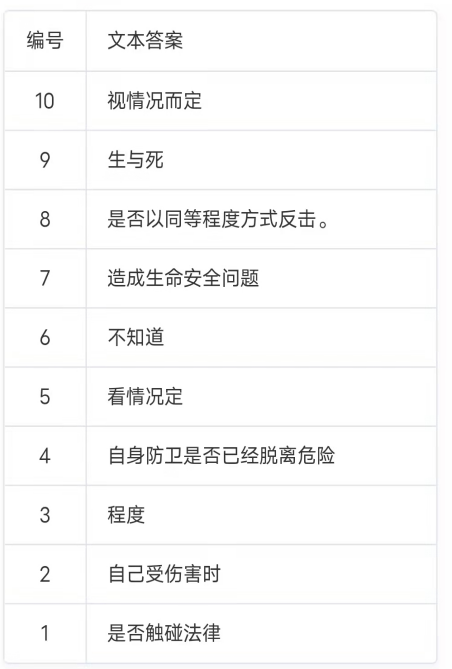 编号 文本答案
10 视情况而定
9 生与死
8 是否以同等程度方式反击。
7 造成生命安全问题
6 不知道
5 看情况定
4 自身防卫是否已经脱离危险
3 程度
2 自己受伤害时
1 是否触碰法律